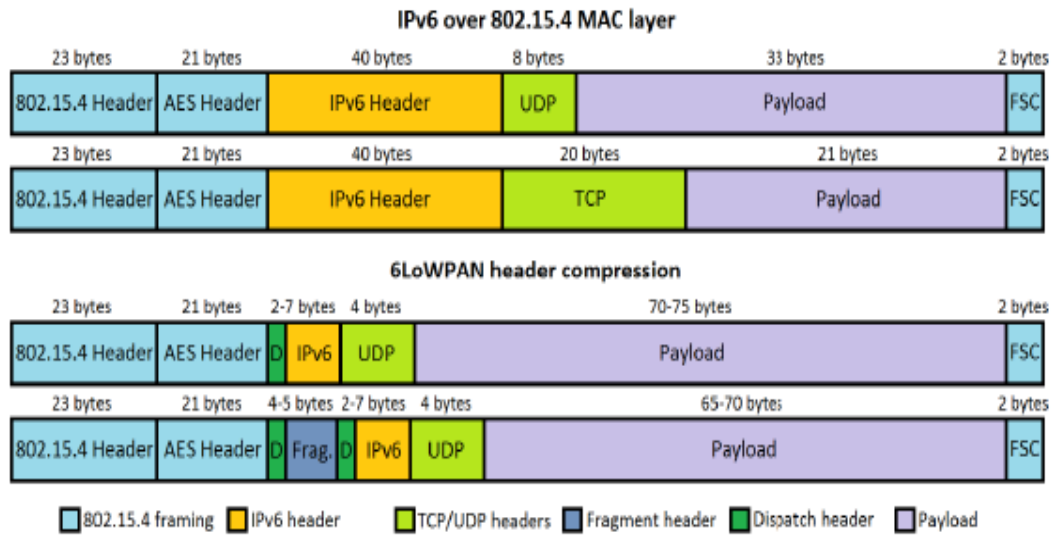 IPv6 over 802.15.4 MAC layer
23 bytes 21 bytes 40 bytes 8 bytes 33 bytes 2 bytes
802.15.4 Header AES Header IPv6 Header UDP Payload FSC
23 bytes 21 bytes 40 bytes 20 bytes 21 bytes 2 bytes
802.15.4 Header AES Header IPv6 Header TCP Payload FSC
6LoWPAN header compression
23 bytes 21 bytes 2-7 bytes 4 bytes 70-75 bytes 2 bytes
802.15.4 Header AES Header D IPv6 UDP Payload FSC
23 bytes 21 bytes 4-5 bytes 2-7 bytes 4 bytes 65-70 bytes 2 bytes
802.15.4 Header AES Header D Frag. D IPv6 UDP Payload FSC
802.15.4 framing IPv6 header TCP/UDP headers Fragment header Dispatch header Payload